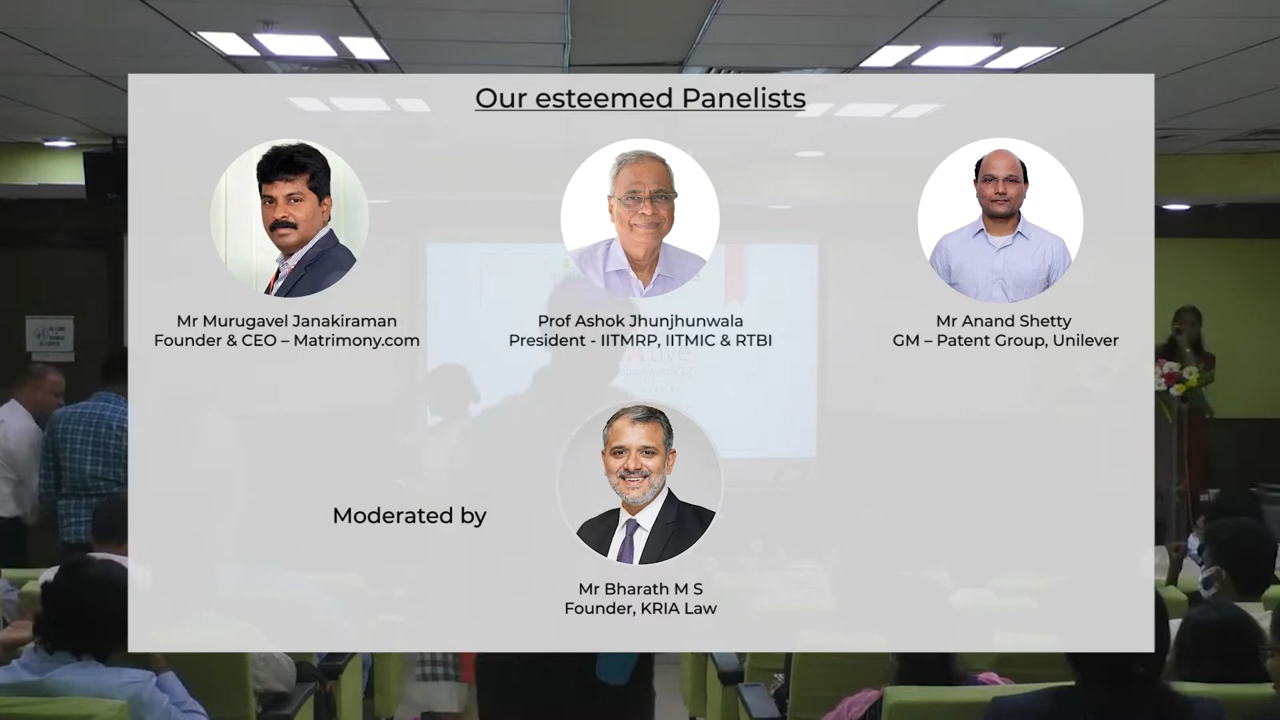 Our esteemed Panelists
Mr Murugavel Janakiraman
Founder & CEO – Matrimony.com
Prof Ashok Jhunjhunwala
President - IITMRP, IITMIC & RTBI
Mr Anand Shetty
GM – Patent Group, Unilever
Moderated by
Mr Bharath M S
Founder, KRIA Law